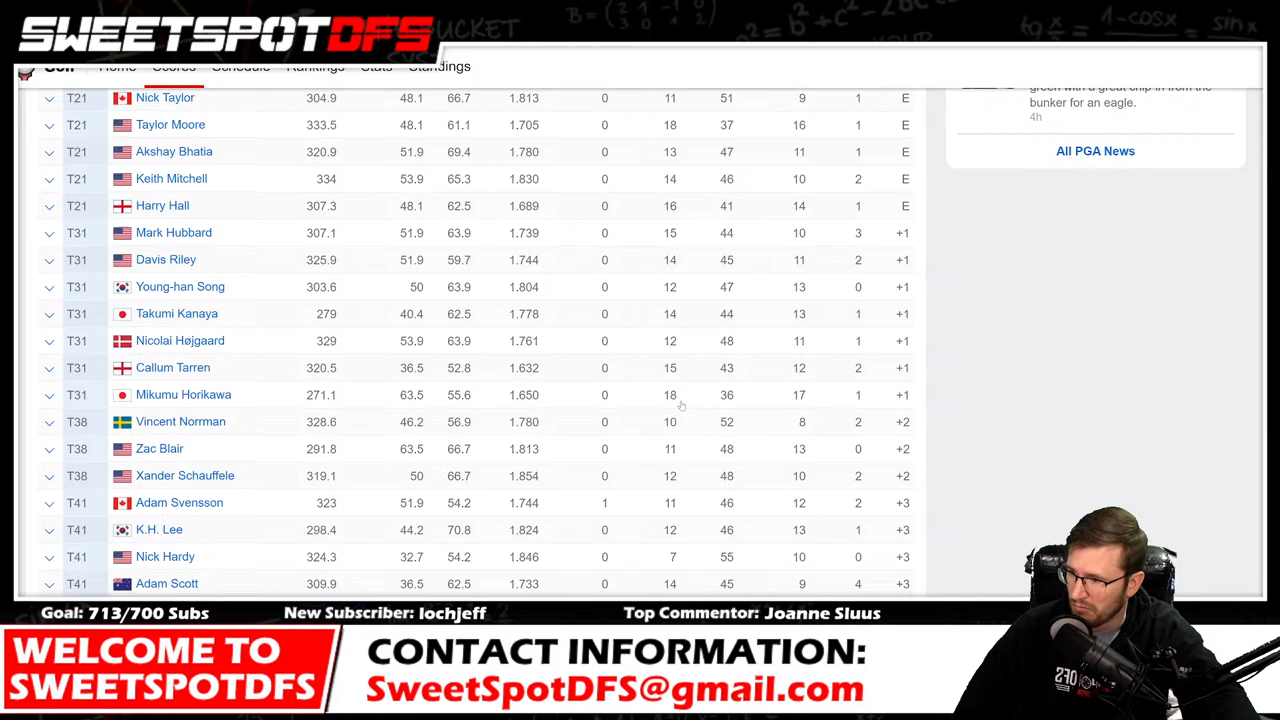 SWEETSPOTDFS
Golf Home Scores Schedule Rankings Stats Standings
T21 Nick Taylor 304.9 48.1 66.7 1.813 0 11 51 9 1 E
T21 Taylor Moore 333.5 48.1 61.1 1.705 0 18 37 16 1 E
T21 Akshay Bhatia 320.9 51.9 69.4 1.780 0 13 47 11 1 E
T21 Keith Mitchell 334 53.9 65.3 1.830 0 14 46 10 2 E
T21 Harry Hall 307.3 48.1 62.5 1.689 0 16 41 14 1 E
T31 Mark Hubbard 307.1 51.9 63.9 1.739 0 15 44 10 3 +1
T31 Davis Riley 325.9 51.9 59.7 1.744 0 14 45 11 2 +1
T31 Young-han Song 303.6 50 63.9 1.804 0 12 47 13 0 +1
T31 Takumi Kanaya 279 40.4 62.5 1.778 0 14 44 13 1 +1
T31 Nicolai Højgaard 329 53.9 63.9 1.761 0 12 48 11 1 +1
T31 Callum Tarren 320.5 36.5 52.8 1.632 0 15 43 12 2 +1
T31 Mikumu Horikawa 271.1 63.5 55.6 1.650 0 18 36 17 1 +1
T38 Vincent Norrman 328.6 46.2 56.9 1.780 0 10 52 8 2 +2
T38 Zac Blair 291.8 63.5 66.7 1.813 0 11 48 13 0 +2
T38 Xander Schauffele 319.1 50 66.7 1.854 0 12 48 10 2 +2
T41 Adam Svensson 323 51.9 54.2 1.744 1 11 46 12 2 +3
T41 K.H. Lee 298.4 44.2 70.8 1.824 0 12 46 13 1 +3
T41 Nick Hardy 324.3 32.7 54.2 1.846 0 7 55 10 0 +3
T41 Adam Scott 309.9 36.5 62.5 1.733 0 14 45 9 4 +3
green with a great chip-in from the
bunker for an eagle.
4h
All PGA News
Goal: 713/700 Subs New Subscriber: lochjeff Top Commentor: Joanne Sluus
WELCOME TO
SWEETSPOTDFS
CONTACT INFORMATION:
SweetSpotDFS@gmail.com